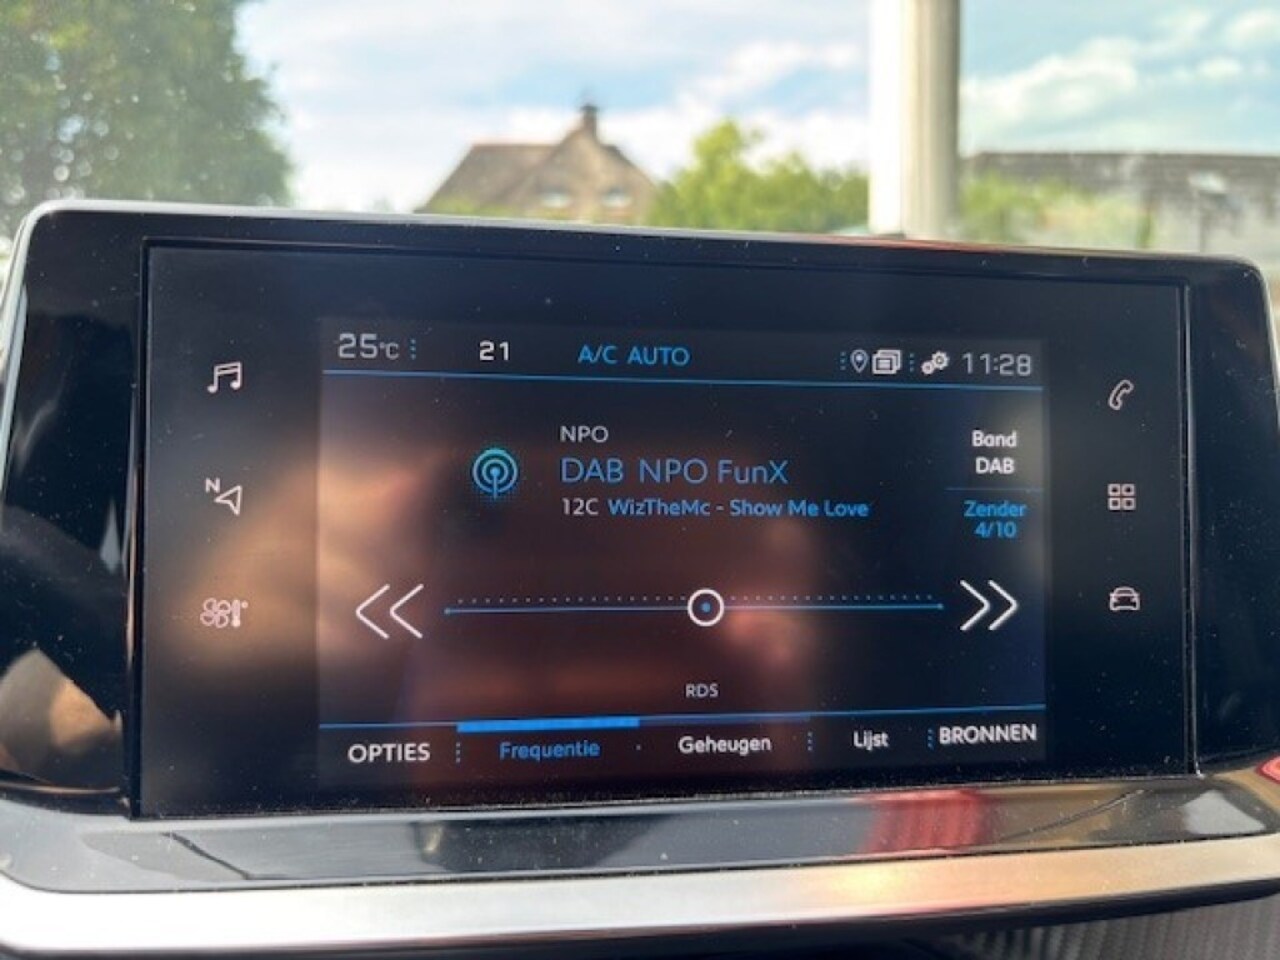 25°C 21 A/C AUTO 11:28
N
NPO
DAB NPO FunX
12C WizTheMc - Show Me Love
Band
DAB
Zender
4/10
RDS
OPTIES Frequentie Geheugen Lijst BRONNEN